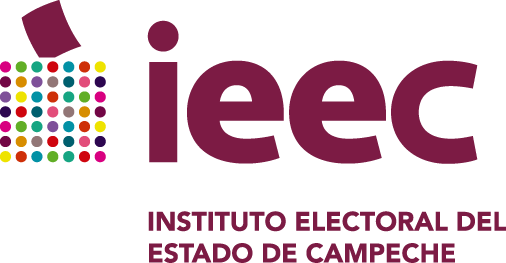 ieec
INSTITUTO ELECTORAL DEL
ESTADO DE CAMPECHE